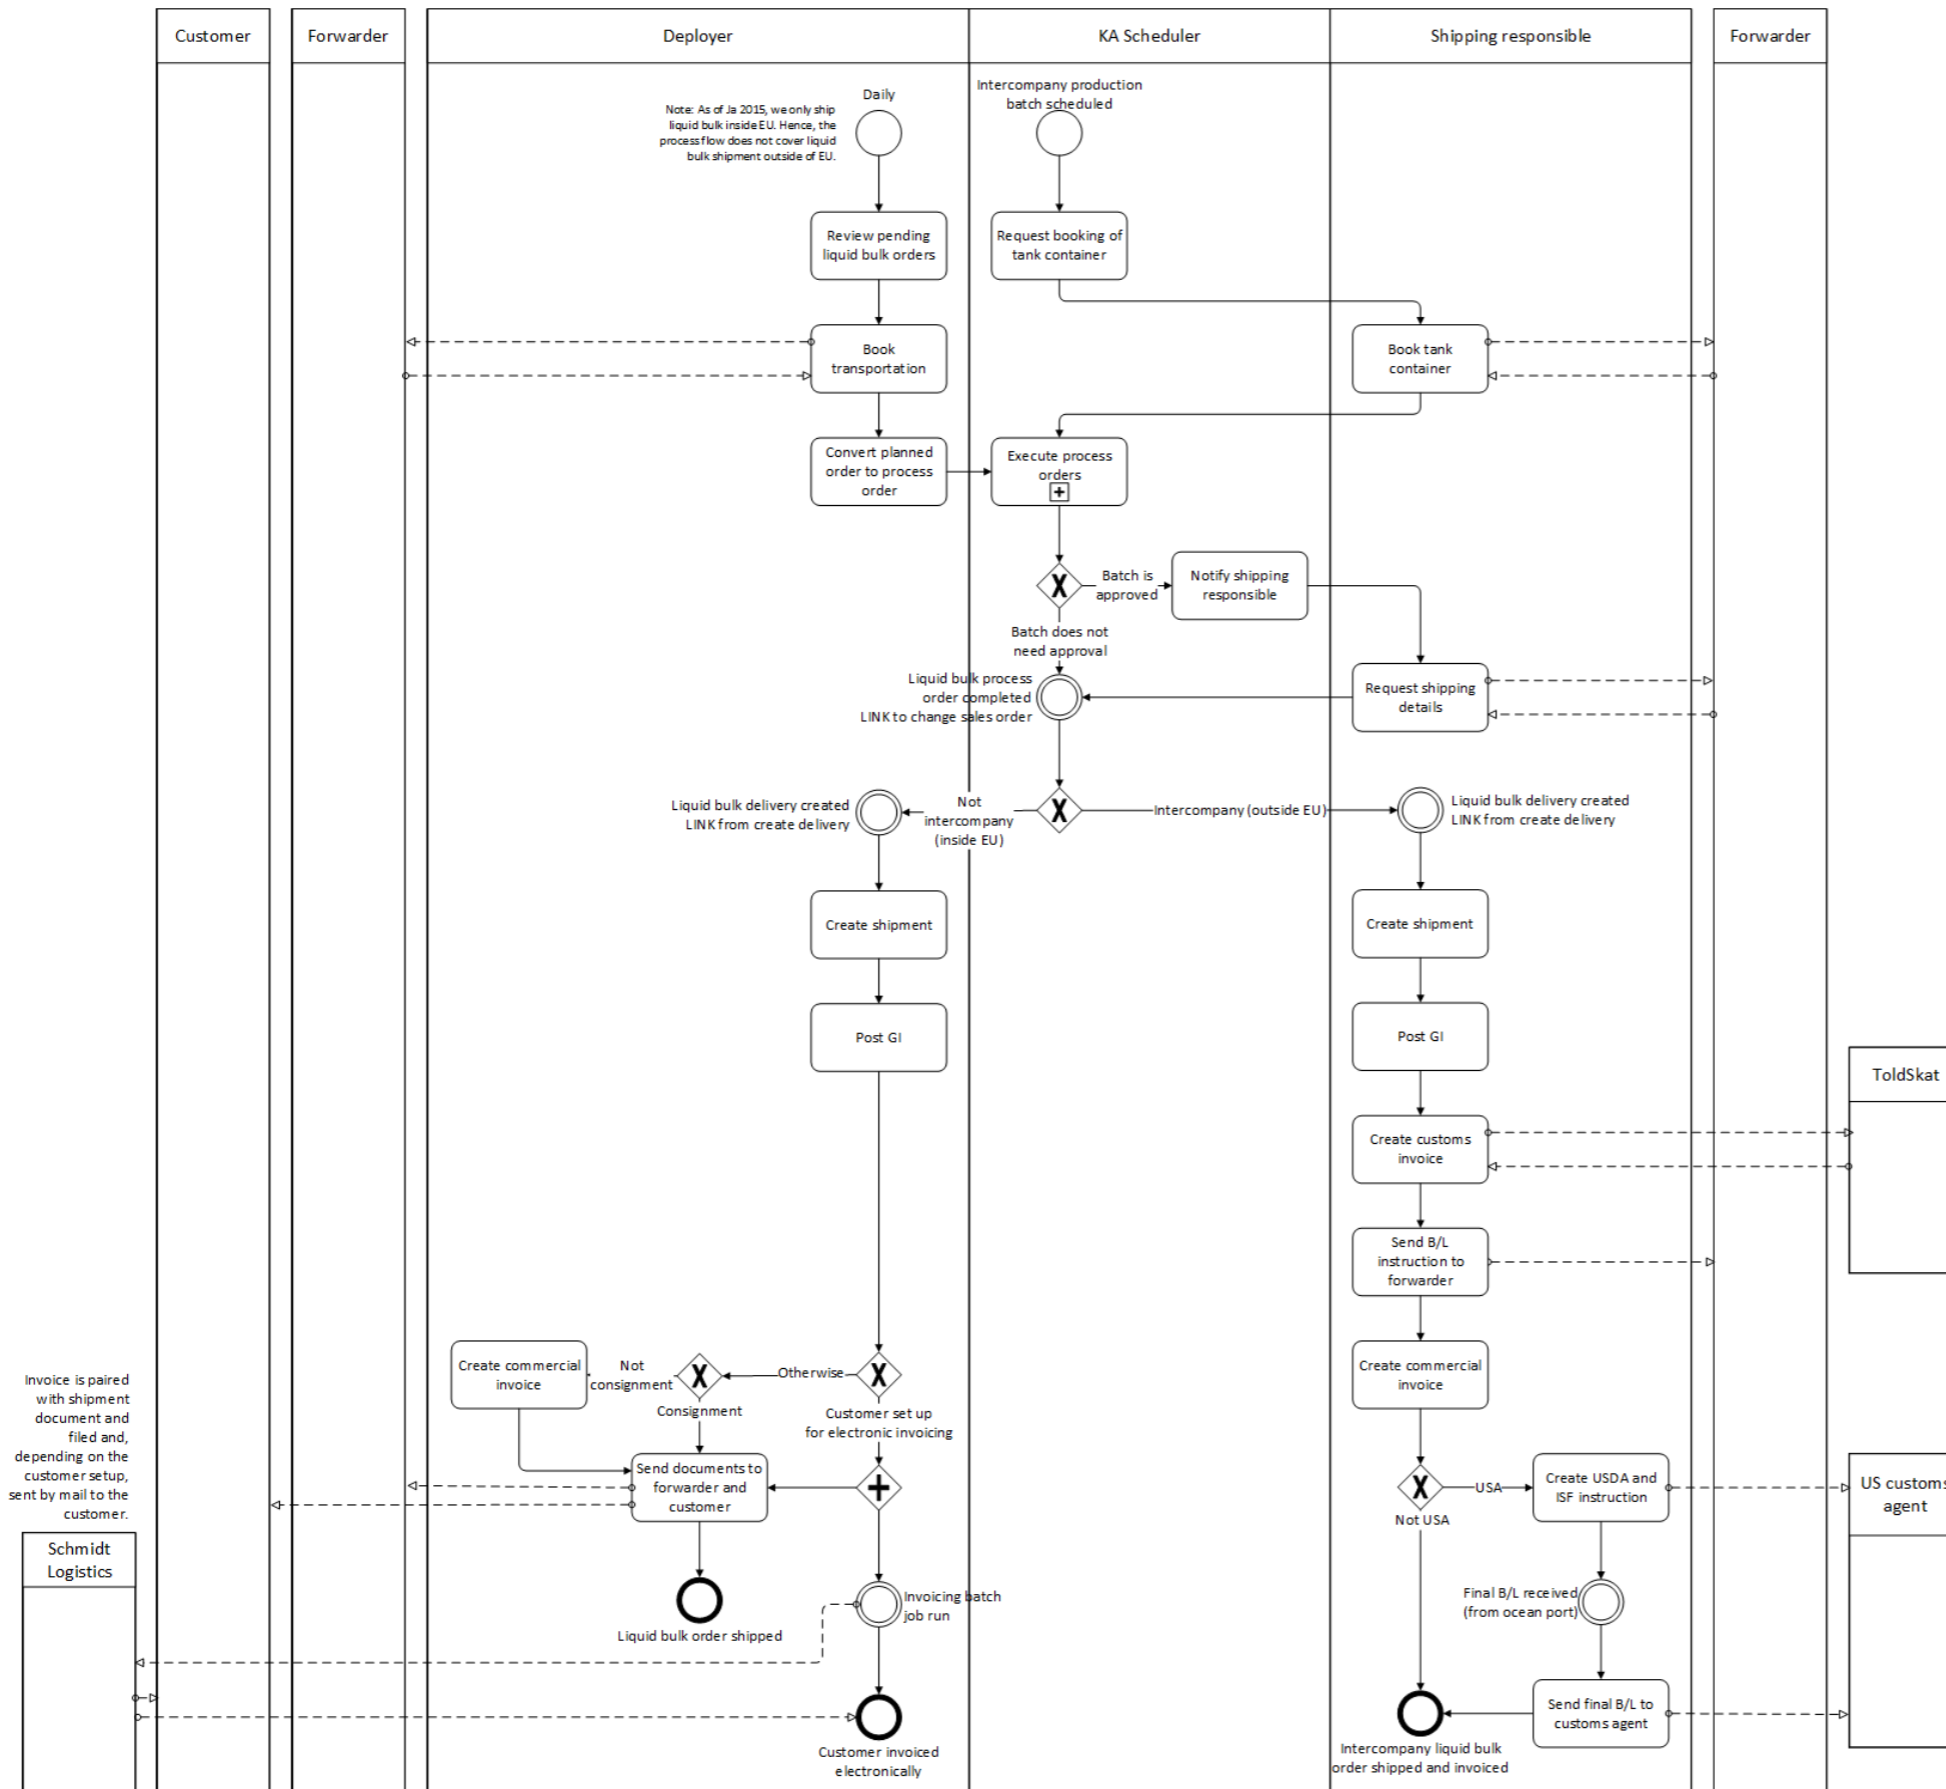 Customer
Forwarder
Deployer
KA Scheduler
Shipping responsible
Forwarder
Note: As of Ja 2015, we only ship
liquid bulk inside EU. Hence, the
process flow does not cover liquid
bulk shipment outside of EU.
Daily
Intercompany production
batch scheduled
Review pending
liquid bulk orders
Request booking of
tank container
Book
transportation
Book tank
container
Convert planned
order to process
order
Execute process
orders
Batch is
approved
Notify shipping
responsible
Batch does not
need approval
Liquid bulk process
order completed
LINK to change sales order
Request shipping
details
Liquid bulk delivery created
LINK from create delivery
Not
intercompany
(inside EU)
Intercompany (outside EU)
Liquid bulk delivery created
LINK from create delivery
Create shipment
Create shipment
Post GI
Post GI
ToldSkat
Create customs
invoice
Send B/L
instruction to
forwarder
Create commercial
invoice
Not
consignment
Otherwise
Consignment
Customer set up
for electronic invoicing
Create commercial
invoice
Invoice is paired
with shipment
document and
filed and,
depending on the
customer setup,
sent by mail to the
customer.
Send documents to
forwarder and
customer
USA
Not USA
Create USDA and
ISF instruction
US customs
agent
Schmidt
Logistics
Liquid bulk order shipped
Invoicing batch
job run
Final B/L received
(from ocean port)
Customer invoiced
electronically
Send final B/L to
customs agent
Intercompany liquid bulk
order shipped and invoiced